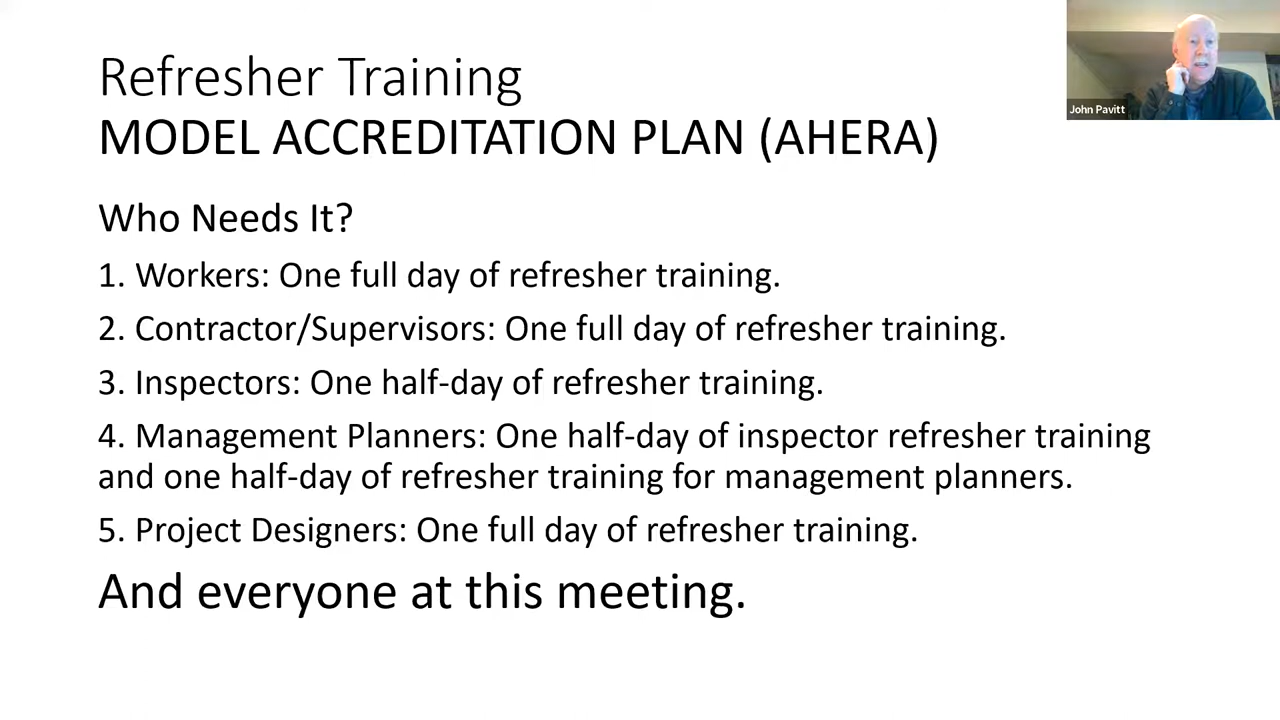 Refresher Training
MODEL ACCREDITATION PLAN (AHERA)
John Pavitt
Who Needs It?
1. Workers: One full day of refresher training.
2. Contractor/Supervisors: One full day of refresher training.
3. Inspectors: One half-day of refresher training.
4. Management Planners: One half-day of inspector refresher training
and one half-day of refresher training for management planners.
5. Project Designers: One full day of refresher training.
And everyone at this meeting.